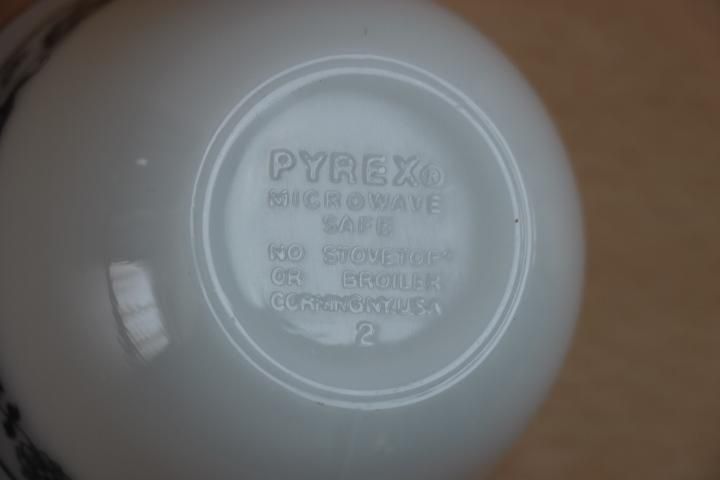 PYREX®
MICROWAVE
SAFE
NO STOVETOP
OR BROILER
CORNING NY USA
2